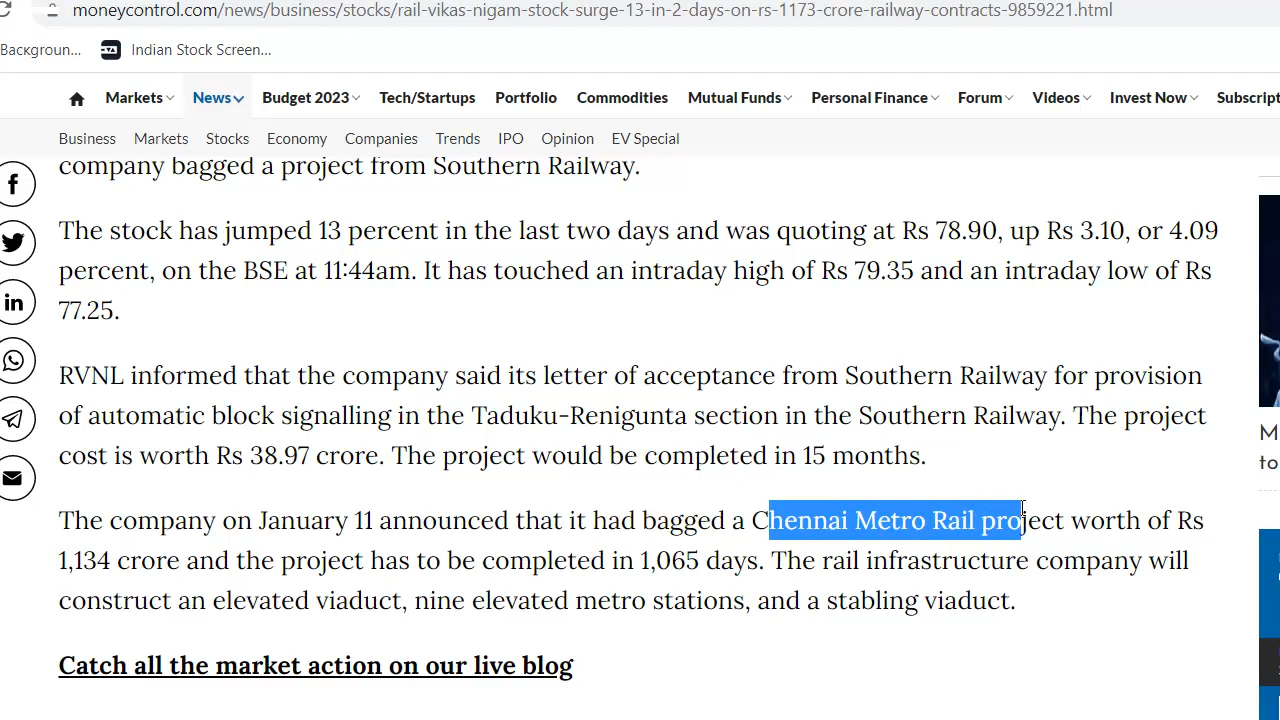 moneycontrol.com/news/business/stocks/rail-vikas-nigam-stock-surge-13-in-2-days-on-rs-1173-crore-railway-contracts-9859221.html
Backgroun... Indian Stock Screen...
Markets News Budget 2023 Tech/Startups Portfolio Commodities Mutual Funds Personal Finance Forum Videos Invest Now Subscript
Business Markets Stocks Economy Companies Trends IPO Opinion EV Special
company bagged a project from Southern Railway.
The stock has jumped 13 percent in the last two days and was quoting at Rs 78.90, up Rs 3.10, or 4.09
percent, on the BSE at 11:44am. It has touched an intraday high of Rs 79.35 and an intraday low of Rs
77.25.
RVNL informed that the company said its letter of acceptance from Southern Railway for provision
of automatic block signalling in the Taduku-Renigunta section in the Southern Railway. The project
cost is worth Rs 38.97 crore. The project would be completed in 15 months.
The company on January 11 announced that it had bagged a Chennai Metro Rail project worth of Rs
1,134 crore and the project has to be completed in 1,065 days. The rail infrastructure company will
construct an elevated viaduct, nine elevated metro stations, and a stabling viaduct.
Catch all the market action on our live blog
M
to